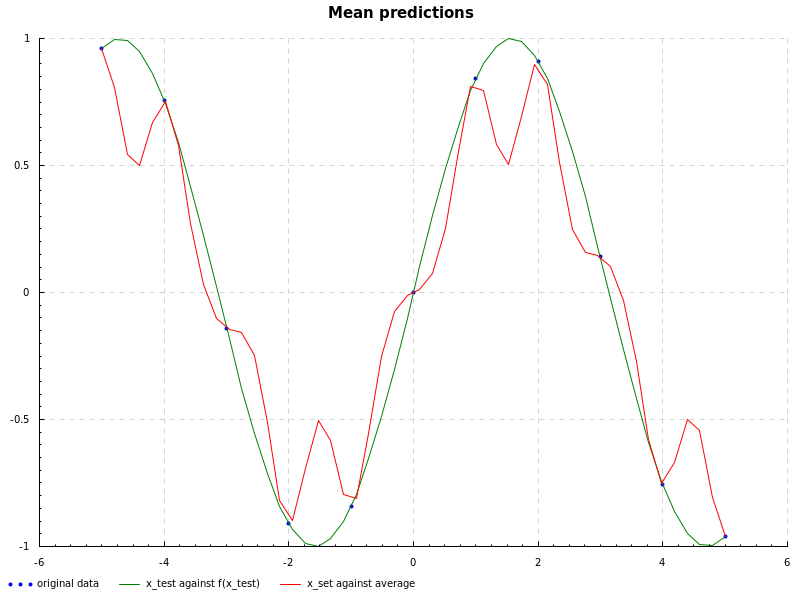 Mean predictions
1
0.5
0
-0.5
-1
-6 -4 -2 0 2 4 6
original data x_test against f(x_test) x_set against average